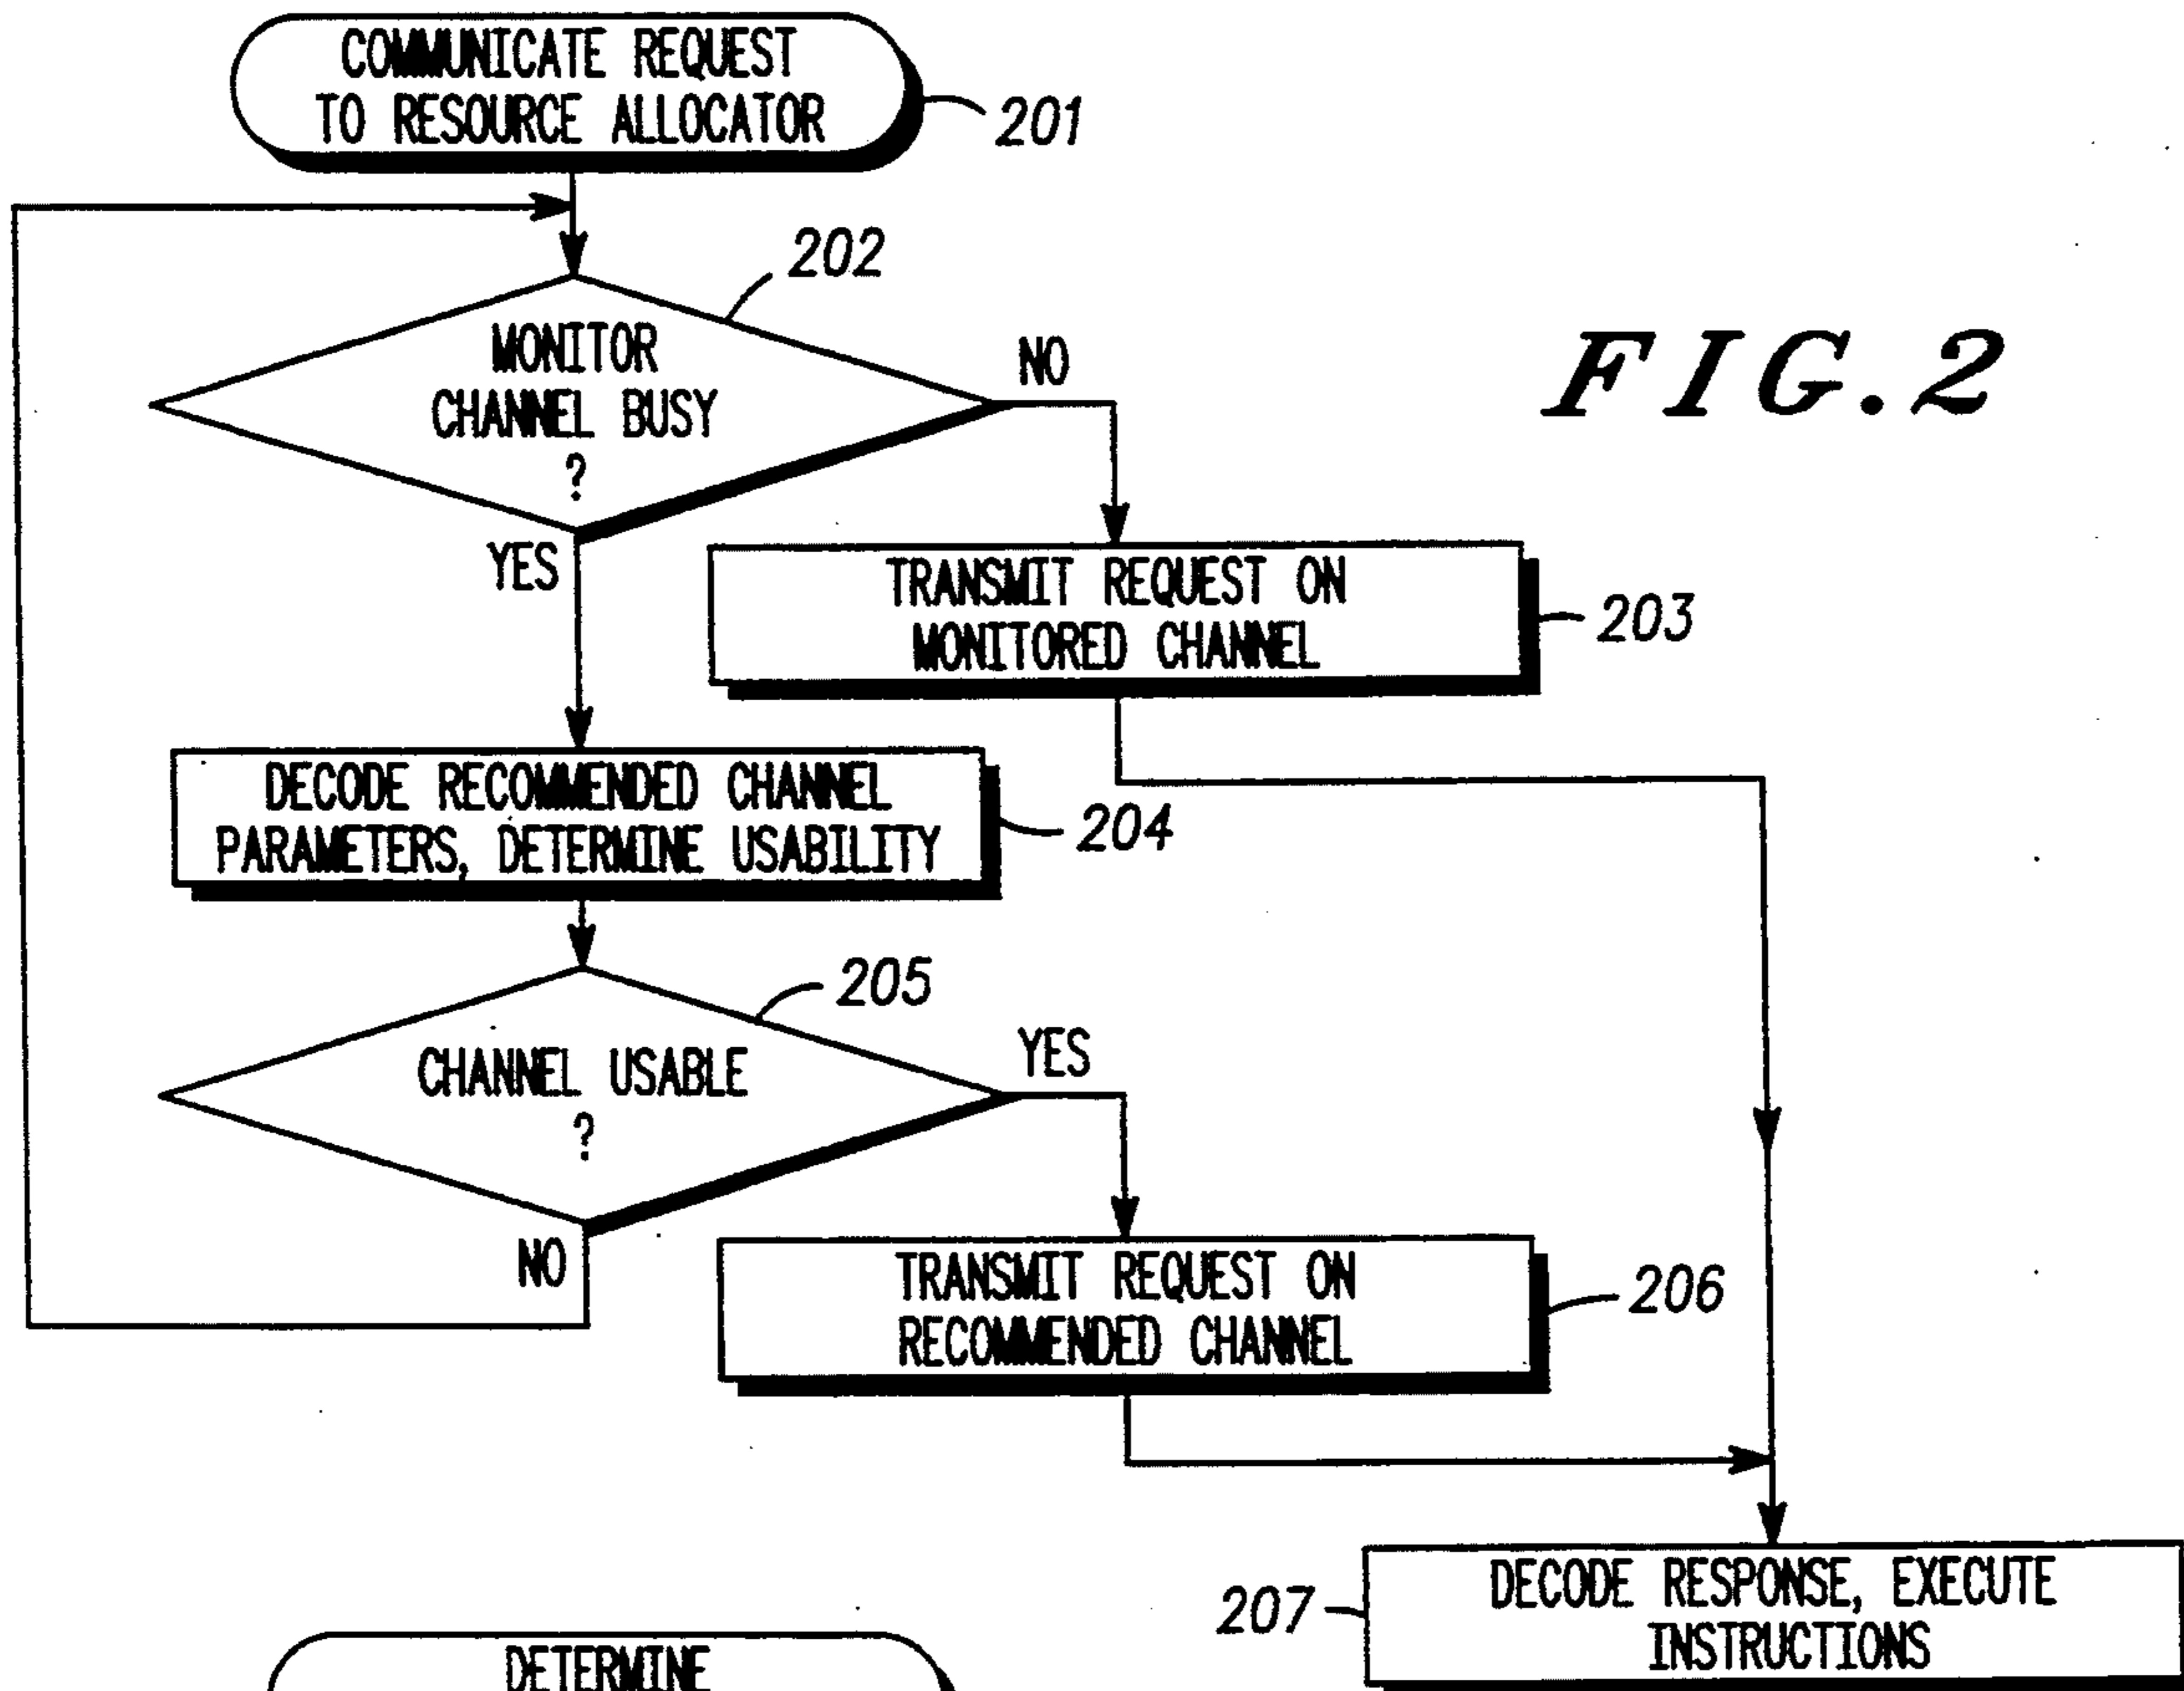 COMMUNICATE REQUEST
TO RESOURCE ALLOCATOR
201
202
MONITOR
CHANNEL BUSY
?
NO
FIG.2
YES
TRANSMIT REQUEST ON
MONITORED CHANNEL
203
DECODE RECOMMENDED CHANNEL
PARAMETERS, DETERMINE USABILITY
204
205
CHANNEL USABLE
?
YES
NO
TRANSMIT REQUEST ON
RECOMMENDED CHANNEL
206
207
DECODE RESPONSE, EXECUTE
INSTRUCTIONS
DETERMINE